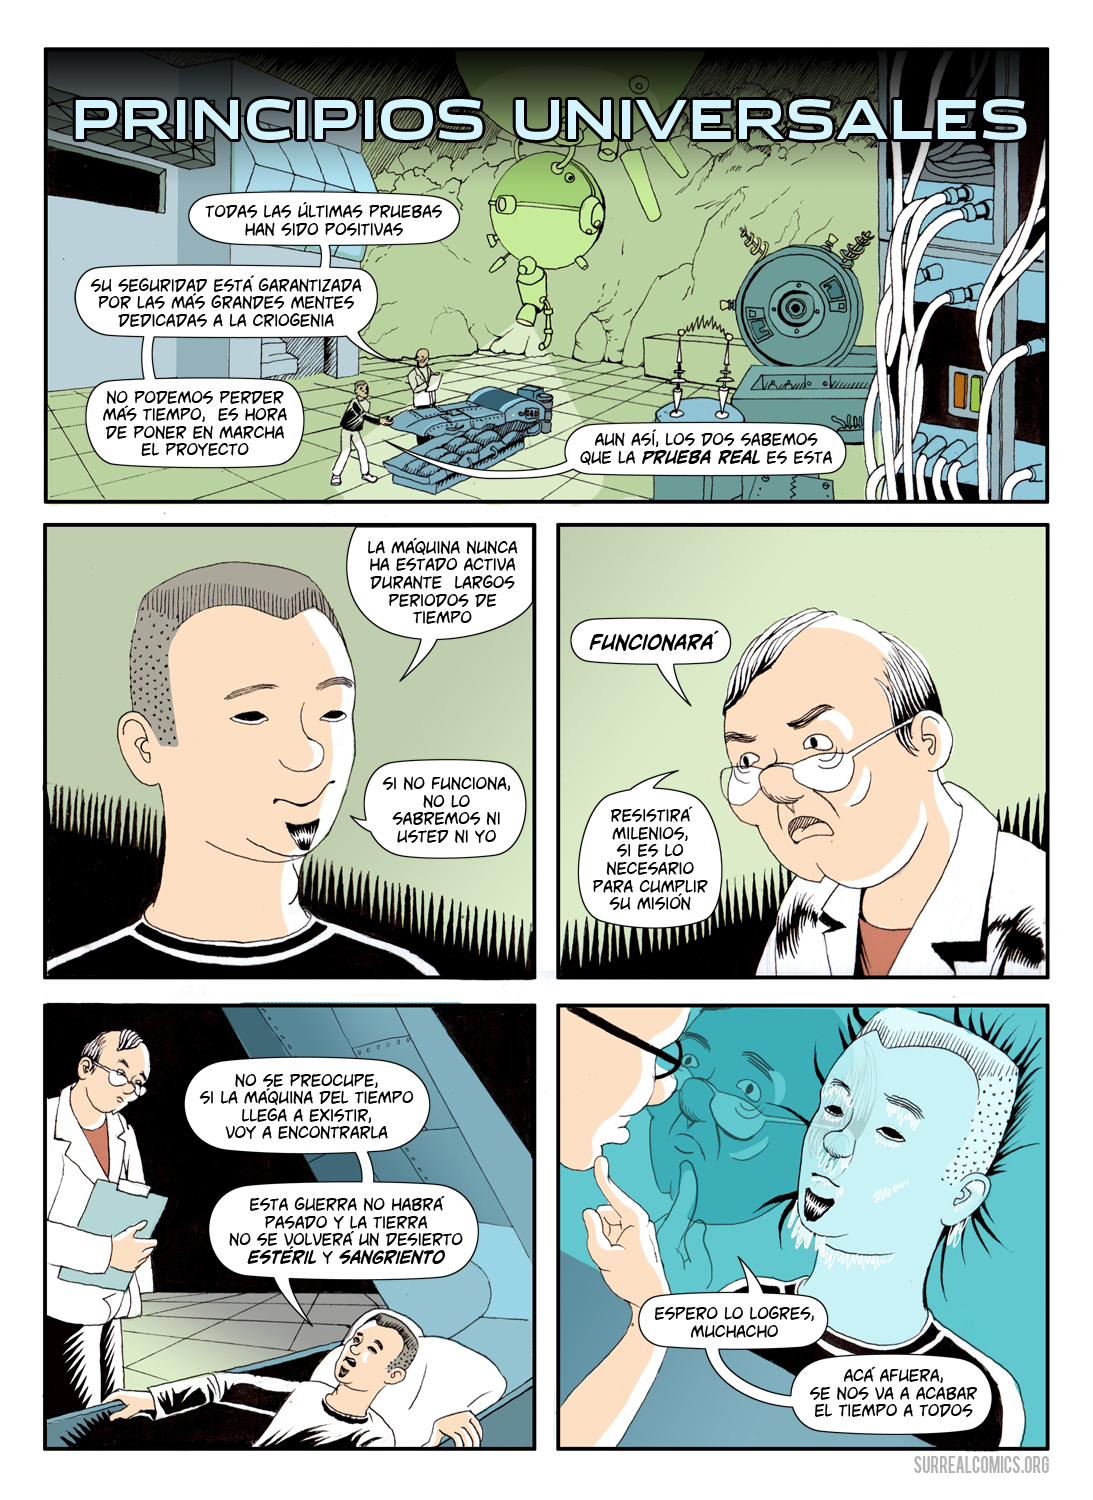 PRINCIPIOS UNIVERSALES
TODAS LAS ÚLTIMAS PRUEBAS
HAN SIDO POSITIVAS
SU SEGURIDAD ESTÁ GARANTIZADA
POR LAS MÁS GRANDES MENTES
DEDICADAS A LA CRIOGENIA
NO PODEMOS PERDER
MÁS TIEMPO, ES HORA
DE PONER EN MARCHA
EL PROYECTO
AUN ASÍ, LOS DOS SABEMOS
QUE LA PRUEBA REAL ES ESTA
LA MÁQUINA NUNCA
HA ESTADO ACTIVA
DURANTE LARGOS
PERIODOS DE
TIEMPO
SI NO FUNCIONA,
NO LO
SABREMOS NI
USTED NI YO
FUNCIONARÁ
RESISTIRÁ
MILENIOS,
SI ES LO
NECESARIO
PARA CUMPLIR
SU MISIÓN
NO SE PREOCUPE,
SI LA MÁQUINA DEL TIEMPO
LLEGA A EXISTIR,
VOY A ENCONTRARLA
ESTA GUERRA NO HABRÁ
PASADO Y LA TIERRA
NO SE VOLVERÁ UN DESIERTO
ESTÉRIL Y SANGRIENTO
ESPERO LO LOGRES,
MUCHACHO
ACÁ AFUERA,
SE NOS VA A ACABAR
EL TIEMPO A TODOS
SURREALCOMICS.ORG